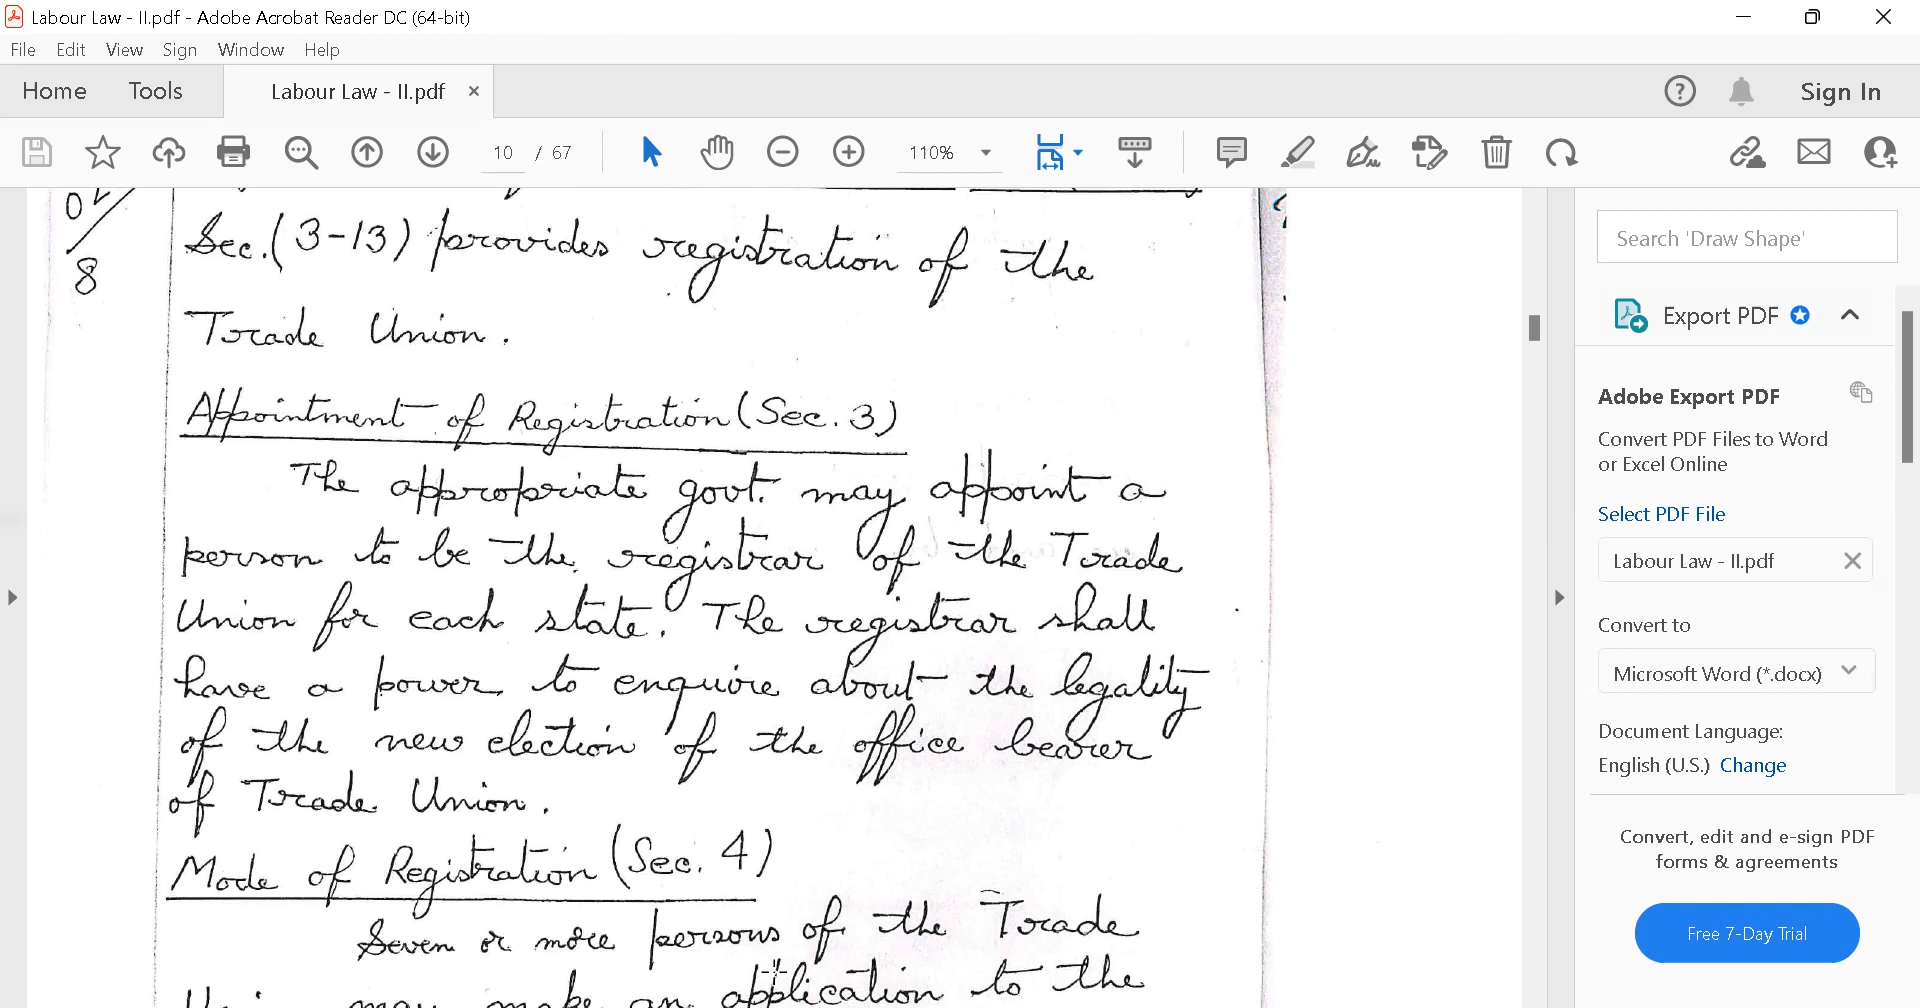 Labour Law - II.pdf - Adobe Acrobat Reader DC (64-bit)
File Edit View Sign Window Help
Home Tools Labour Law - II.pdf × Sign In
10 / 67 110%
02/8
Sec. (3-13) provides registration of the
Trade Union.
Appointment of Registration (Sec. 3)
The appropriate govt. may appoint a
person to be the registrar of the Trade
Union for each state. The registrar shall
have a power to enquire about the legality
of the new election of the office bearer
of Trade Union.
Mode of Registration (Sec. 4)
Seven or more persons of the Trade
may make an application to the
Search 'Draw Shape'
Export PDF
Adobe Export PDF
Convert PDF Files to Word
or Excel Online
Select PDF File
Labour Law - II.pdf
Convert to
Microsoft Word (*.docx)
Document Language:
English (U.S.) Change
Convert, edit and e-sign PDF
forms & agreements
Free 7-Day Trial